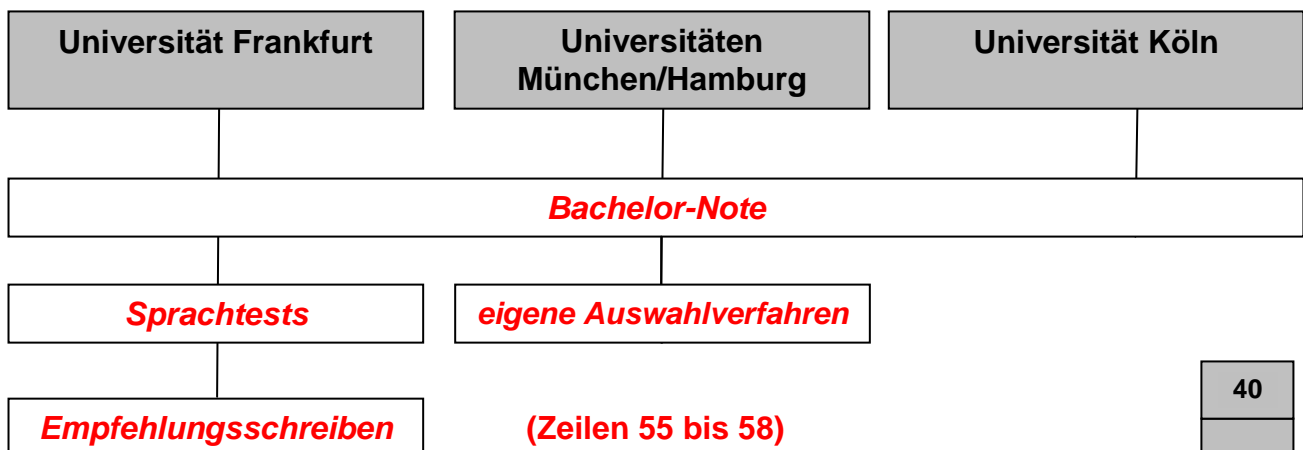 Universität Frankfurt
Universitäten
München/Hamburg
Universität Köln
Bachelor-Note
Sprachtests
eigene Auswahlverfahren
40
Empfehlungsschreiben
(Zeilen 55 bis 58)